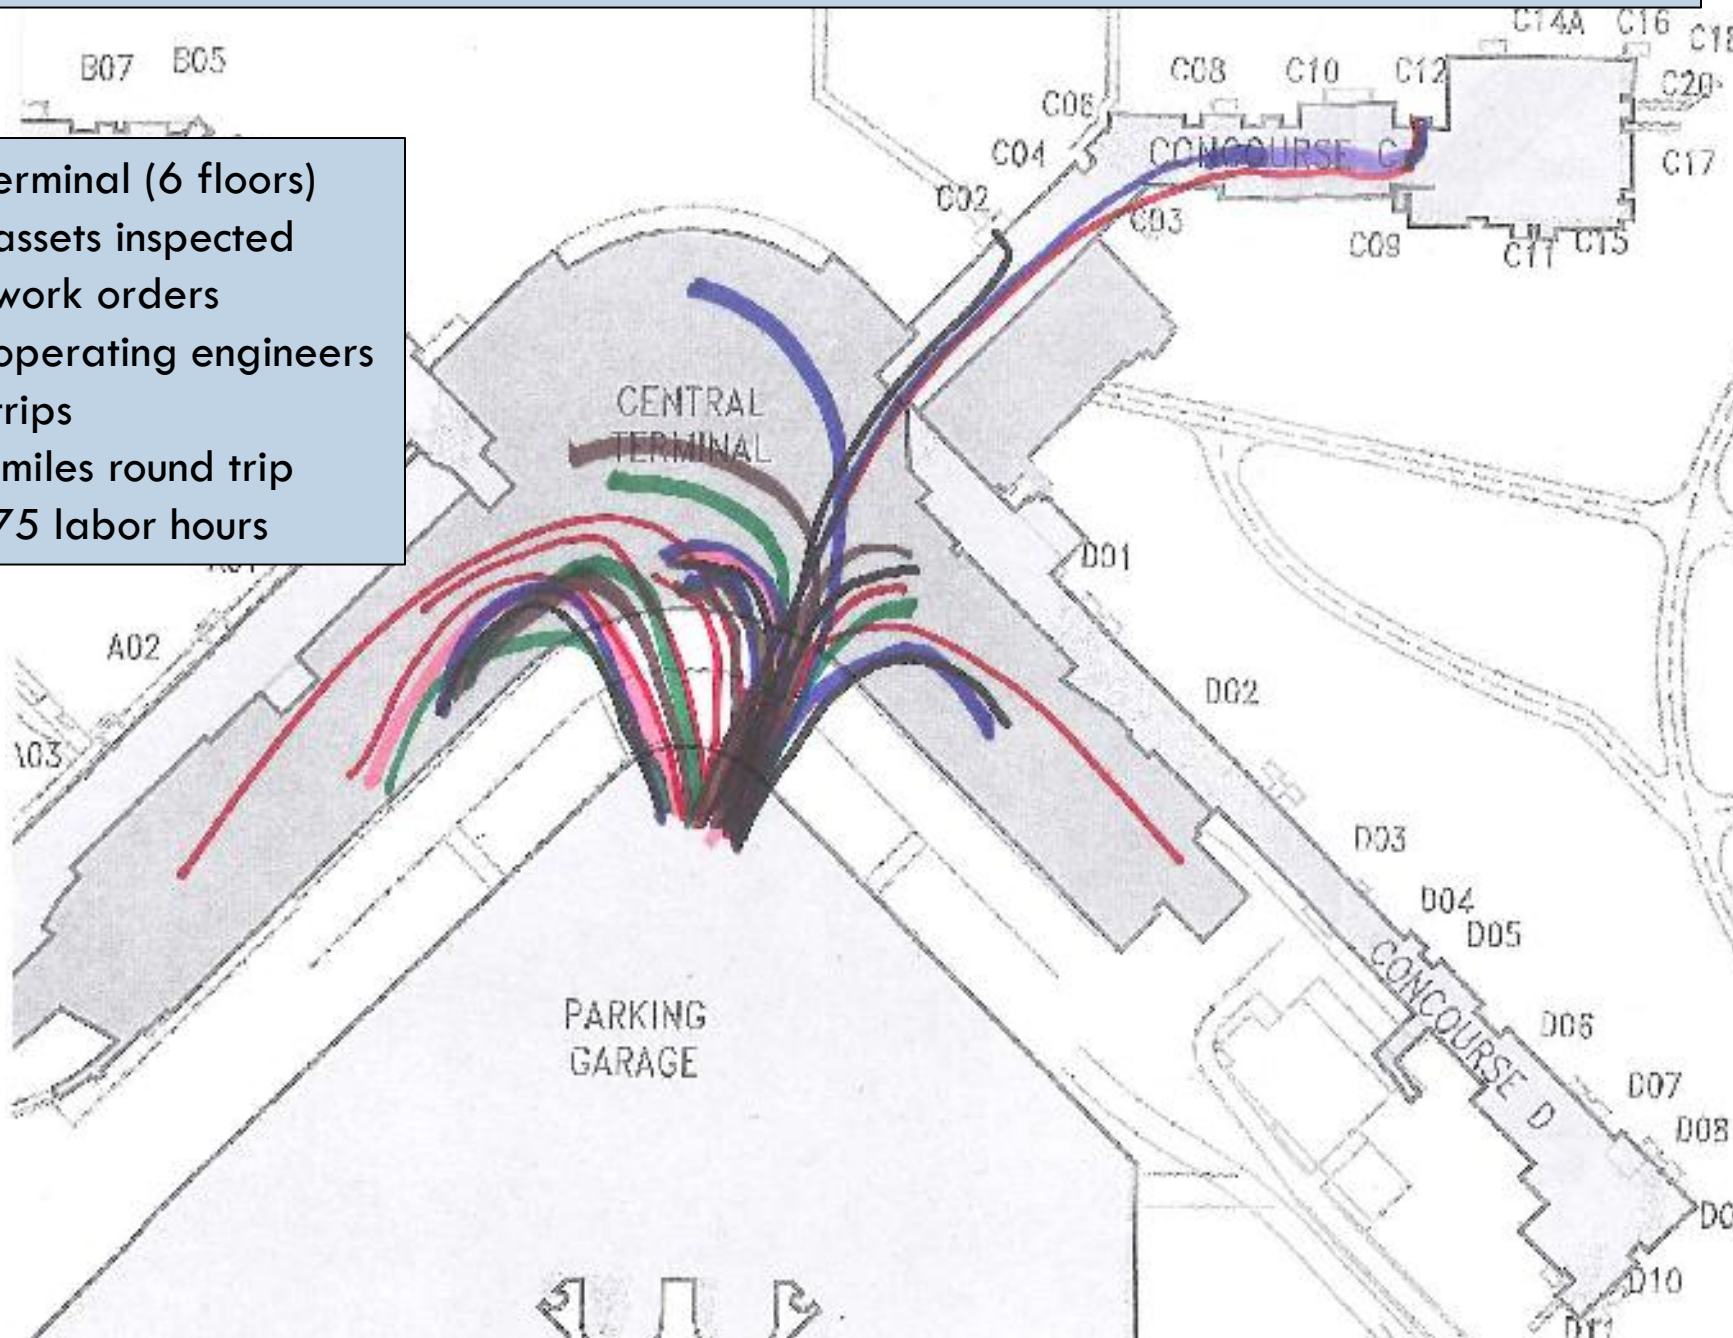 C14A C16
B07 B05
C08 C10 C12
C20
C06
CONCOURSE C
C04
C17
C02
C03
C09 C11 C15
erminal (6 floors)
assets inspected
work orders
operating engineers
trips
miles round trip
75 labor hours
CENTRAL
TERMINAL
D01
A02
D02
A03
D03
D04
D05
CONCOURSE D
PARKING
GARAGE
D06
D07
D08
D10
D11